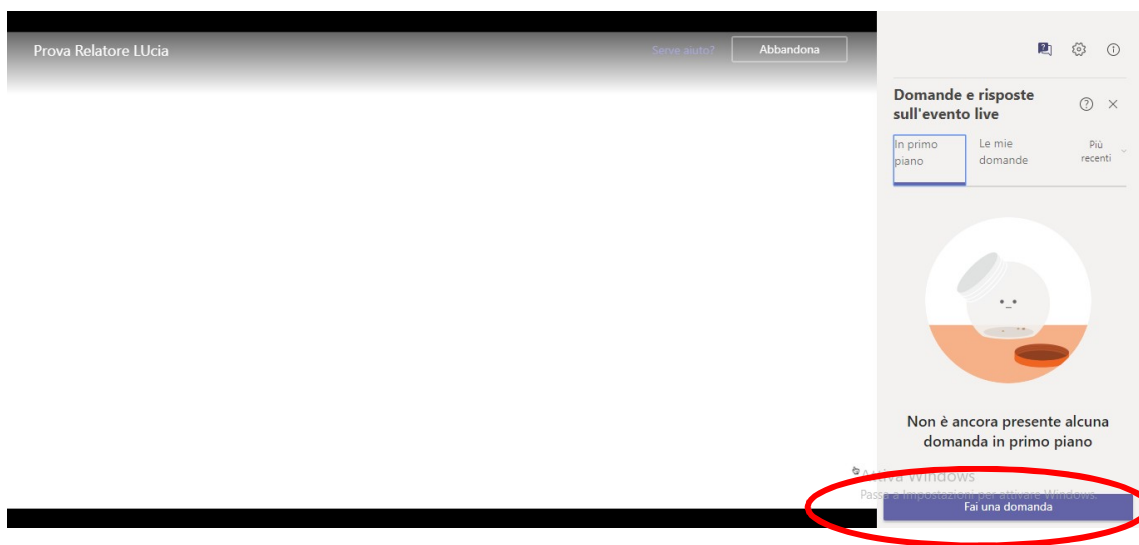 Prova Relatore LUcia
Serve aiuto?
Abbandona
Domande e risposte
sull'evento live
In primo
piano
Le mie
domande
Più
recenti
Non è ancora presente alcuna
domanda in primo piano
Attiva Windows
Passa a Impostazioni per attivare Windows.
Fai una domanda